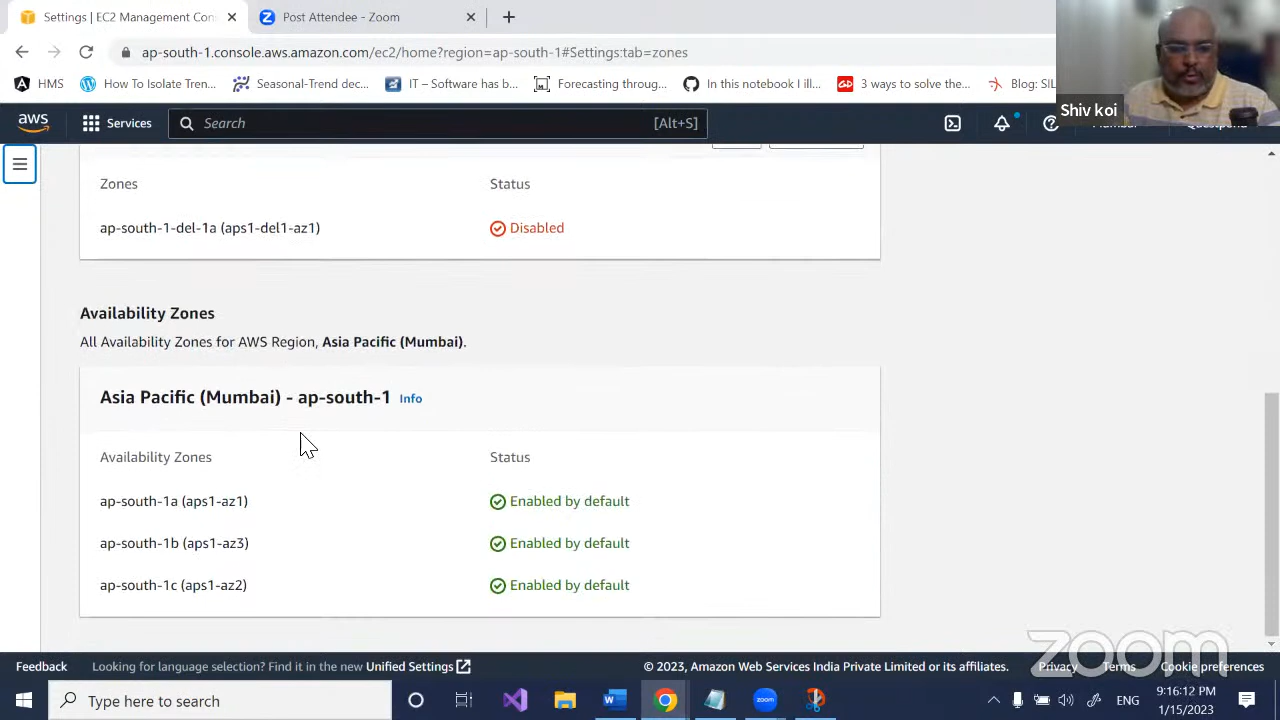 Settings | EC2 Management Con
Post Attendee - Zoom
ap-south-1.console.aws.amazon.com/ec2/home?region=ap-south-1#Settings:tab=zones
HMS
How To Isolate Tren...
Seasonal-Trend dec...
IT – Software has b...
Forecasting throug...
In this notebook I ill...
3 ways to solve the...
Blog: SIL
Shiv koi
aws
Services
Search
[Alt+S]
Zones
Status
ap-south-1-del-1a (aps1-del1-az1)
Disabled
Availability Zones
All Availability Zones for AWS Region, Asia Pacific (Mumbai).
Asia Pacific (Mumbai) - ap-south-1 Info
Availability Zones
Status
ap-south-1a (aps1-az1)
Enabled by default
ap-south-1b (aps1-az3)
Enabled by default
ap-south-1c (aps1-az2)
Enabled by default
zoom
Feedback
Looking for language selection? Find it in the new Unified Settings
© 2023, Amazon Web Services India Private Limited or its affiliates.
Privacy
Terms
Cookie preferences
Type here to search
zoom
ENG
9:16:12 PM
1/15/2023